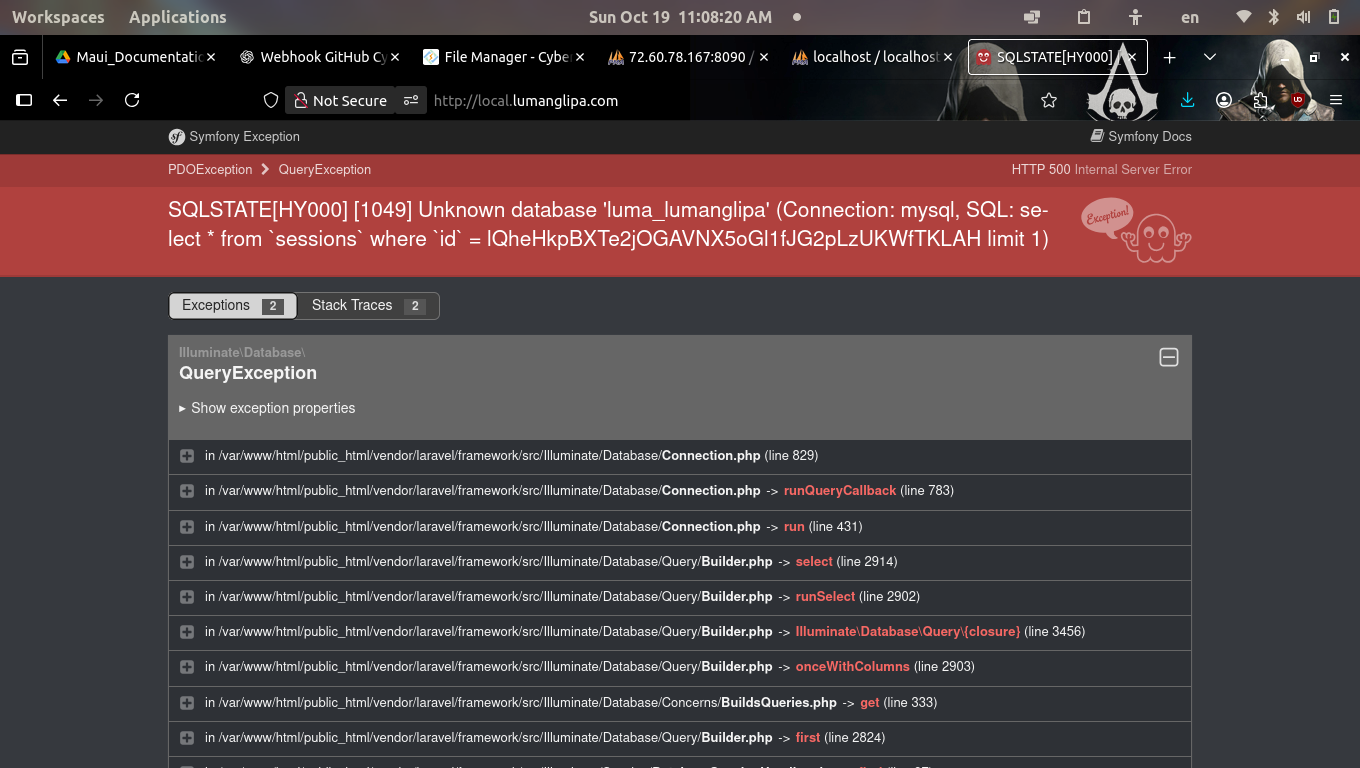 Workspaces Applications Sun Oct 19 11:08:20 AM en
Maui_Documentatio Webhook GitHub Cy File Manager - Cyber 72.60.78.167:8090 / localhost / localhost SQLSTATE[HY000]
Not Secure http://local.lumanglipa.com
Symfony Exception Symfony Docs
PDOException QueryException HTTP 500 Internal Server Error
SQLSTATE[HY000] [1049] Unknown database 'luma_lumanglipa' (Connection: mysql, SQL: se-
lect * from `sessions` where `id` = lQheHkpBXTe2jOGAVNX5oGl1fJG2pLzUKWfTKLAH limit 1)
Exception!
Exceptions 2 Stack Traces 2
Illuminate\Database\
QueryException
Show exception properties
in /var/www/html/public_html/vendor/laravel/framework/src/Illuminate/Database/Connection.php (line 829)
in /var/www/html/public_html/vendor/laravel/framework/src/Illuminate/Database/Connection.php -> runQueryCallback (line 783)
in /var/www/html/public_html/vendor/laravel/framework/src/Illuminate/Database/Connection.php -> run (line 431)
in /var/www/html/public_html/vendor/laravel/framework/src/Illuminate/Database/Query/Builder.php -> select (line 2914)
in /var/www/html/public_html/vendor/laravel/framework/src/Illuminate/Database/Query/Builder.php -> runSelect (line 2902)
in /var/www/html/public_html/vendor/laravel/framework/src/Illuminate/Database/Query/Builder.php -> Illuminate\Database\Query\{closure} (line 3456)
in /var/www/html/public_html/vendor/laravel/framework/src/Illuminate/Database/Query/Builder.php -> onceWithColumns (line 2903)
in /var/www/html/public_html/vendor/laravel/framework/src/Illuminate/Database/Concerns/BuildsQueries.php -> get (line 333)
in /var/www/html/public_html/vendor/laravel/framework/src/Illuminate/Database/Query/Builder.php -> first (line 2824)